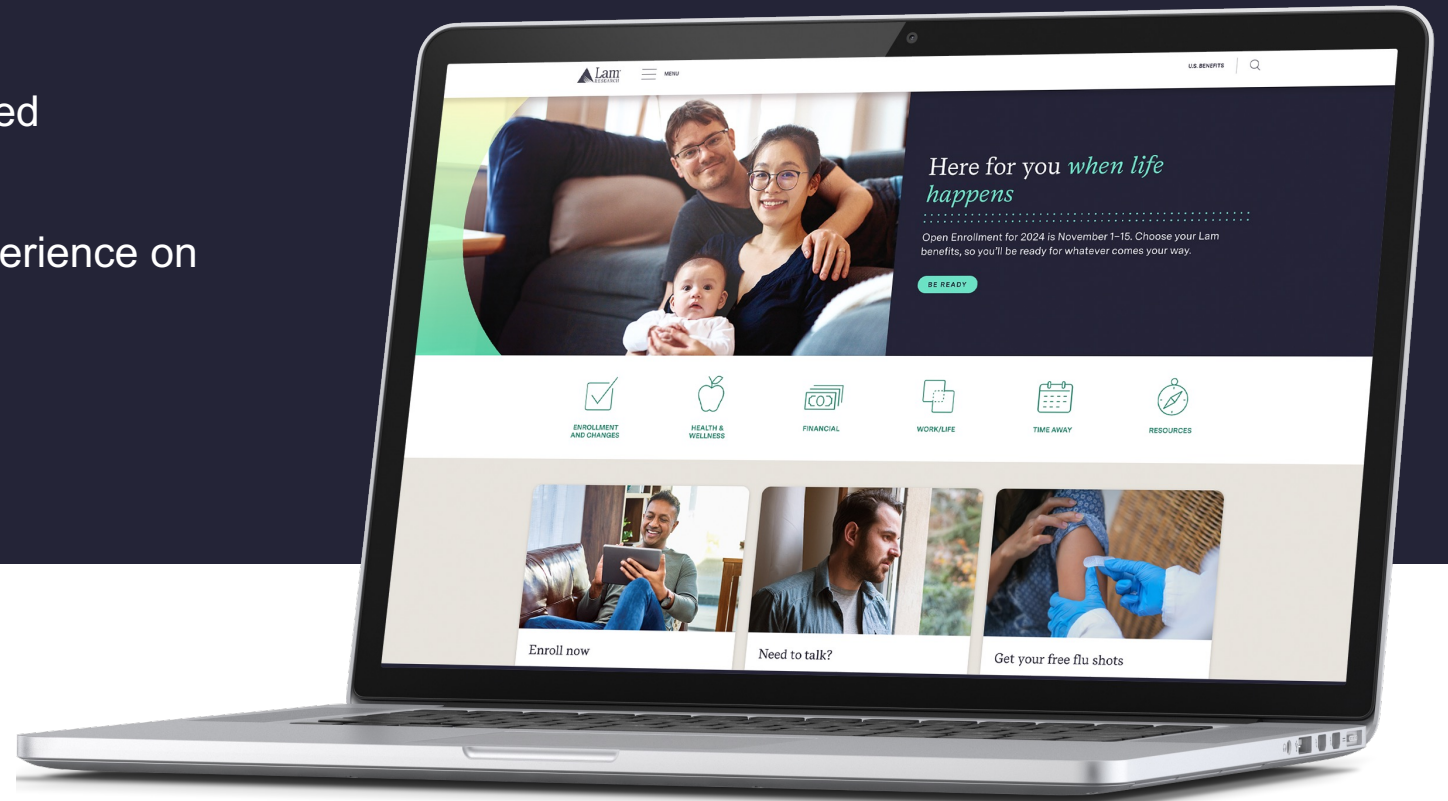 ed
erience on
Lam
RESEARCH
MENU
U.S. BENEFITS
Here for you when life
happens
Open Enrollment for 2024 is November 1–15. Choose your Lam
benefits, so you'll be ready for whatever comes your way.
BE READY
ENROLLMENT
AND CHANGES
HEALTH &
WELLNESS
FINANCIAL
WORK/LIFE
TIME AWAY
RESOURCES
Enroll now
Need to talk?
Get your free flu shots